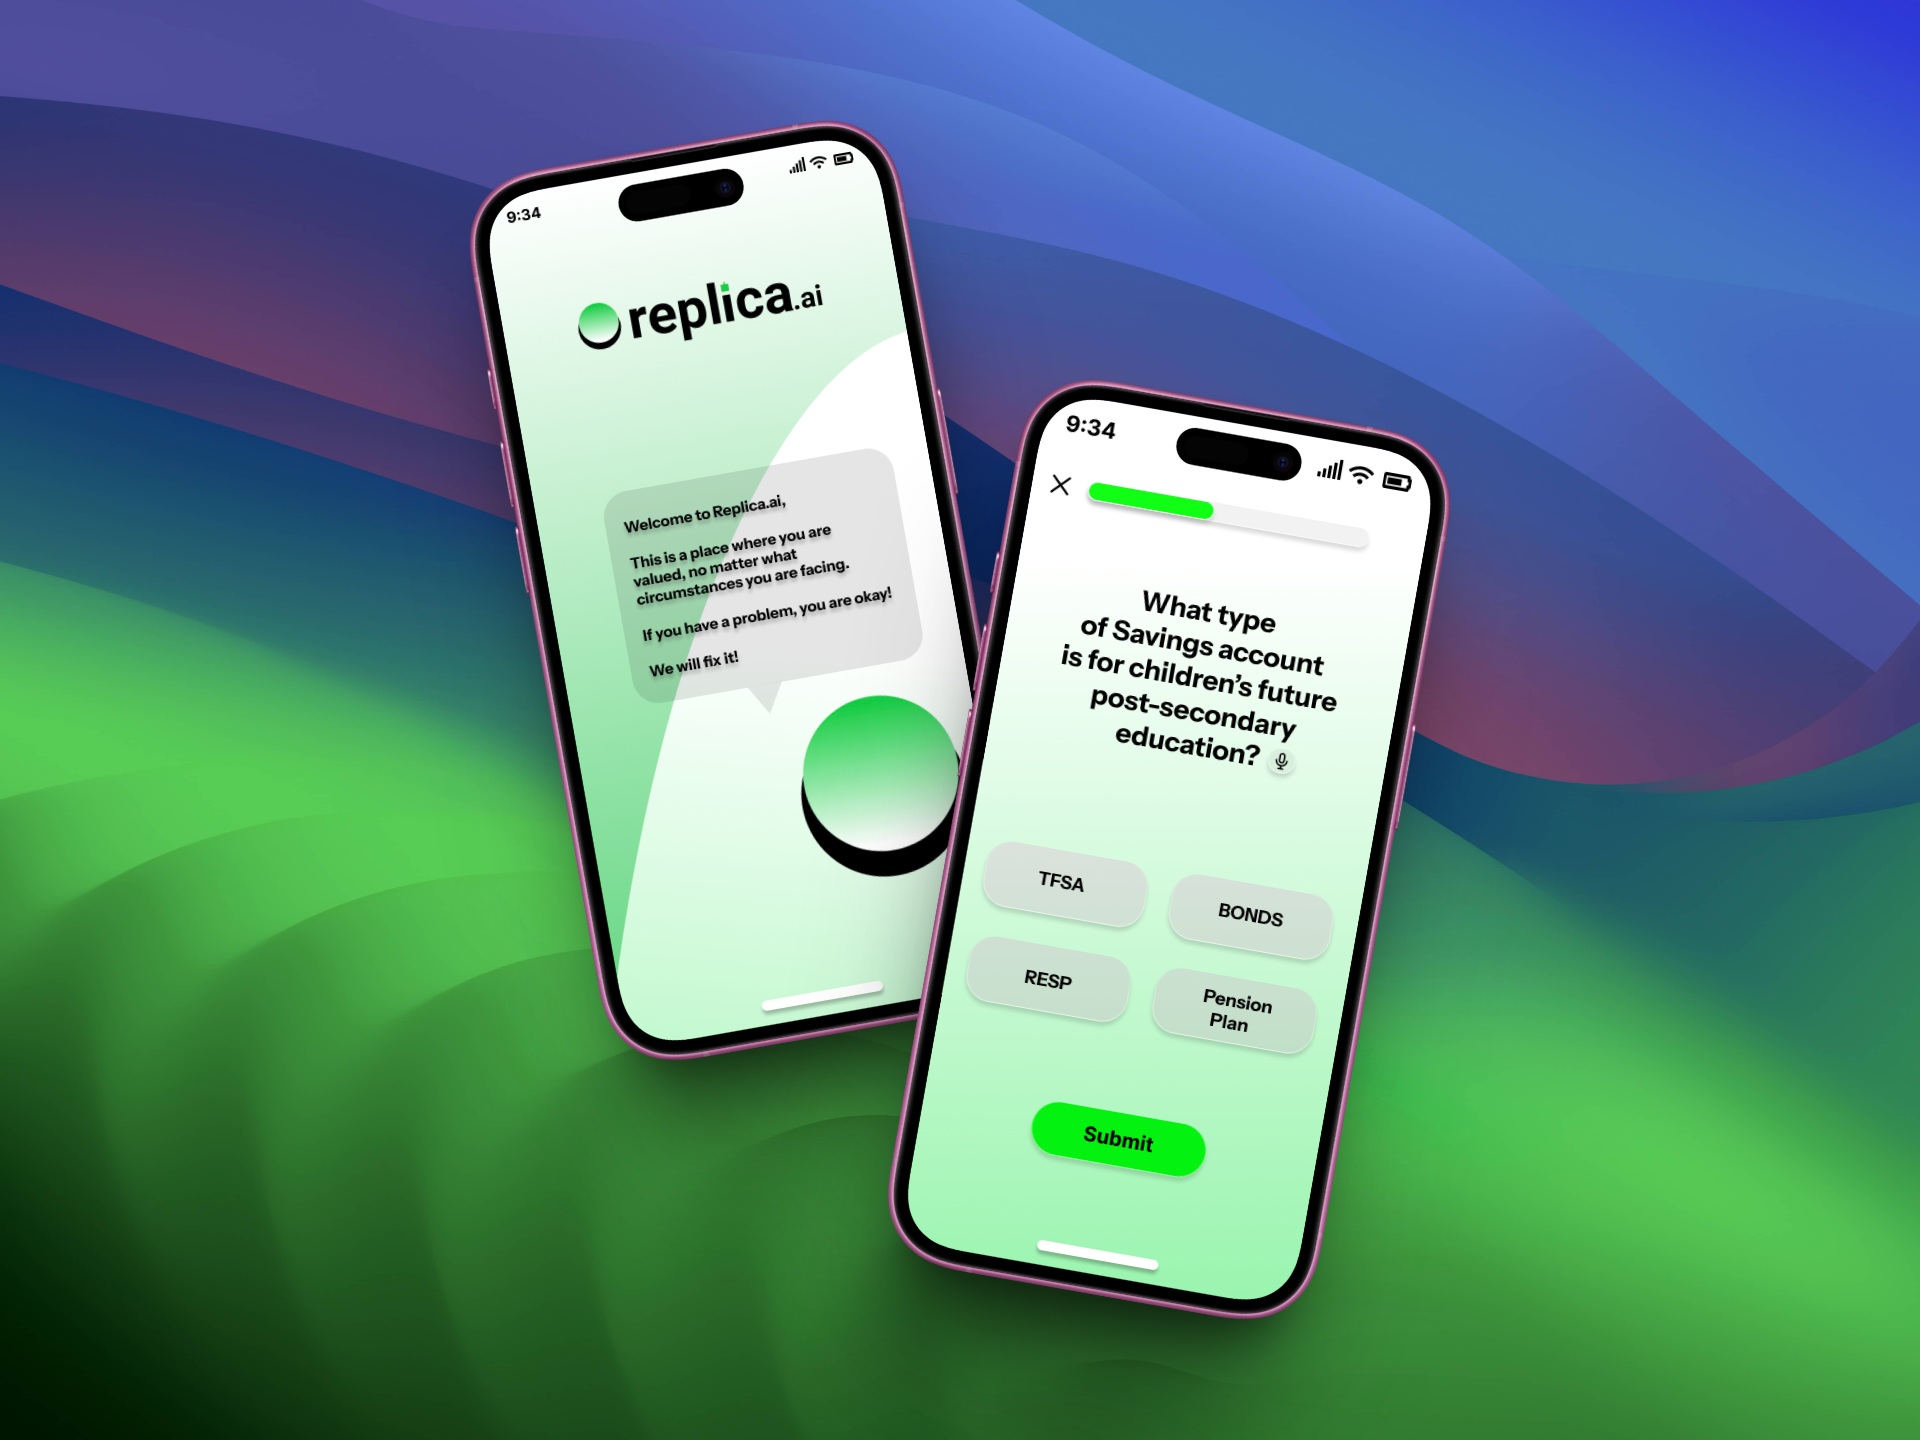 9:34
replica.ai
Welcome to Replica.ai,
This is a place where you are
valued, no matter what
circumstances you are facing.
If you have a problem, you are okay!
We will fix it!
9:34
What type
of Savings account
is for children's future
post-secondary
education?
TFSA
BONDS
RESP
Pension
Plan
Submit